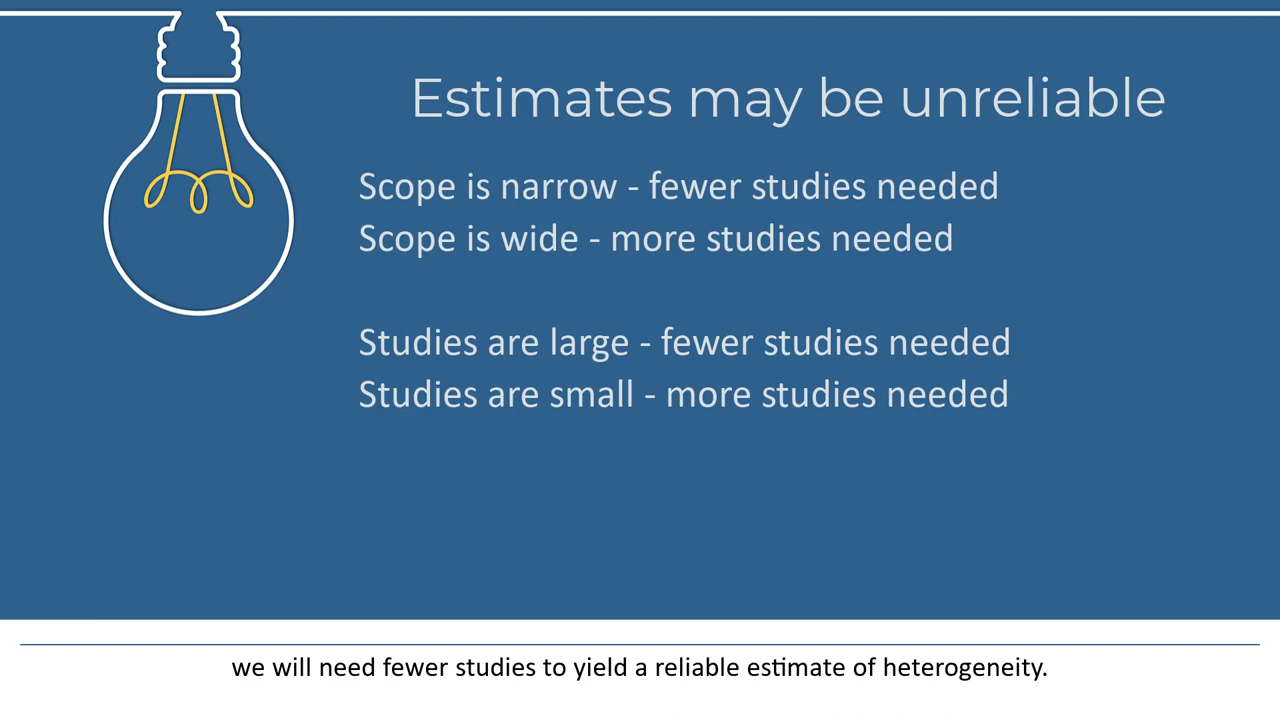 Estimates may be unreliable
Scope is narrow - fewer studies needed
Scope is wide - more studies needed
Studies are large - fewer studies needed
Studies are small - more studies needed
we will need fewer studies to yield a reliable estimate of heterogeneity.